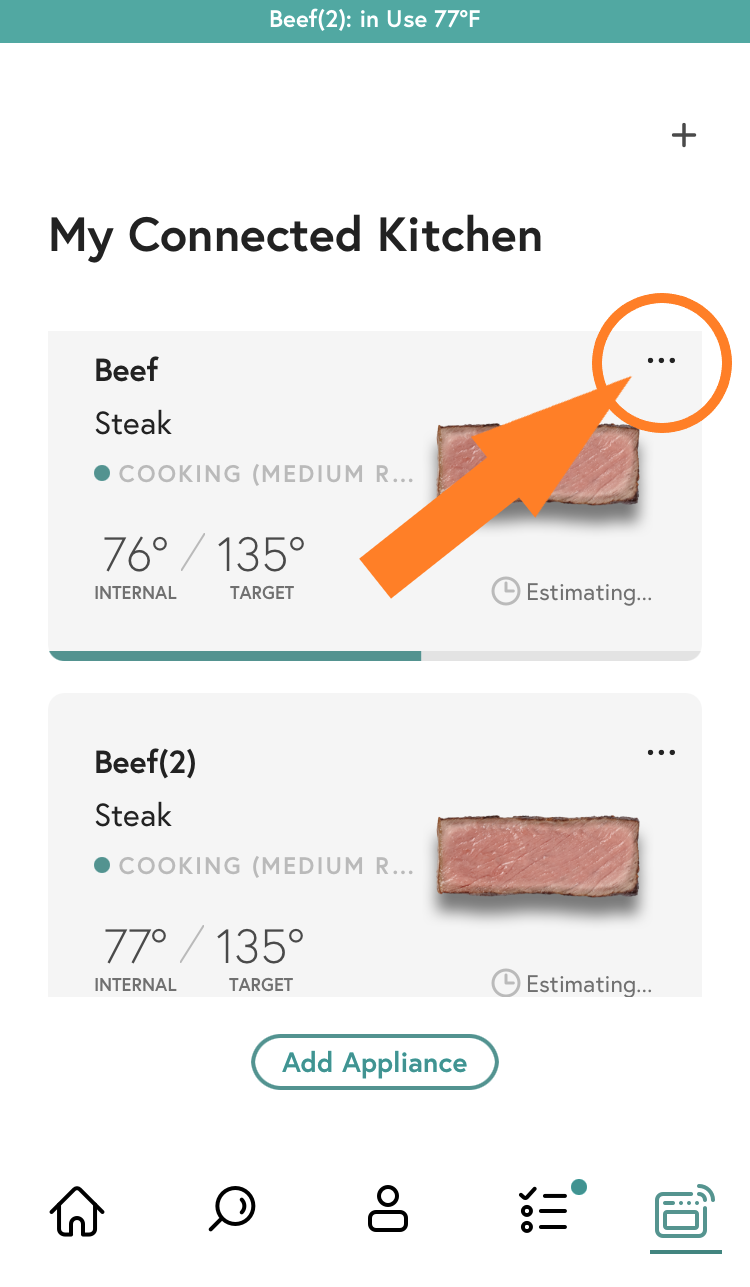 Beef(2): in Use 77°F
+
My Connected Kitchen
Beef
...
Steak
COOKING (MEDIUM R...
76° / 135°
INTERNAL TARGET
Estimating...
Beef(2)
...
Steak
COOKING (MEDIUM R...
77° / 135°
INTERNAL TARGET
Estimating...
Add Appliance